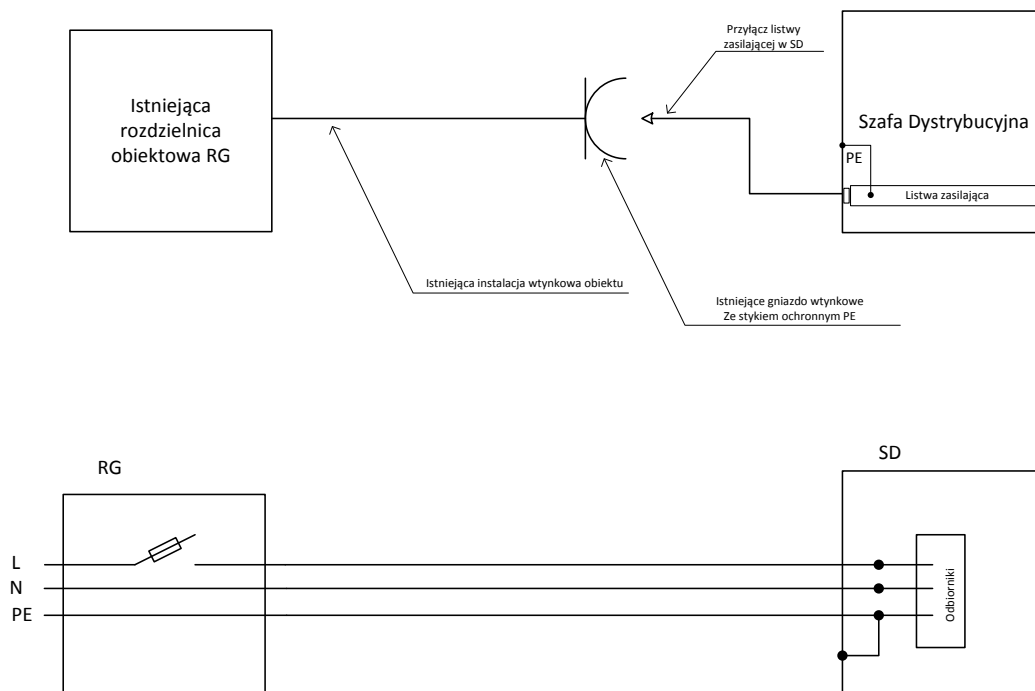 Przyłącz listwy
zasilającej w SD
Istniejąca
rozdzielnica
obiektowa RG
Szafa Dystrybucyjna
PE
Listwa zasilająca
Istniejąca instalacja wtynkowa obiektu
Istniejące gniazdo wtynkowe
Ze stykiem ochronnym PE
RG
SD
L
N
PE
Odbiorniki